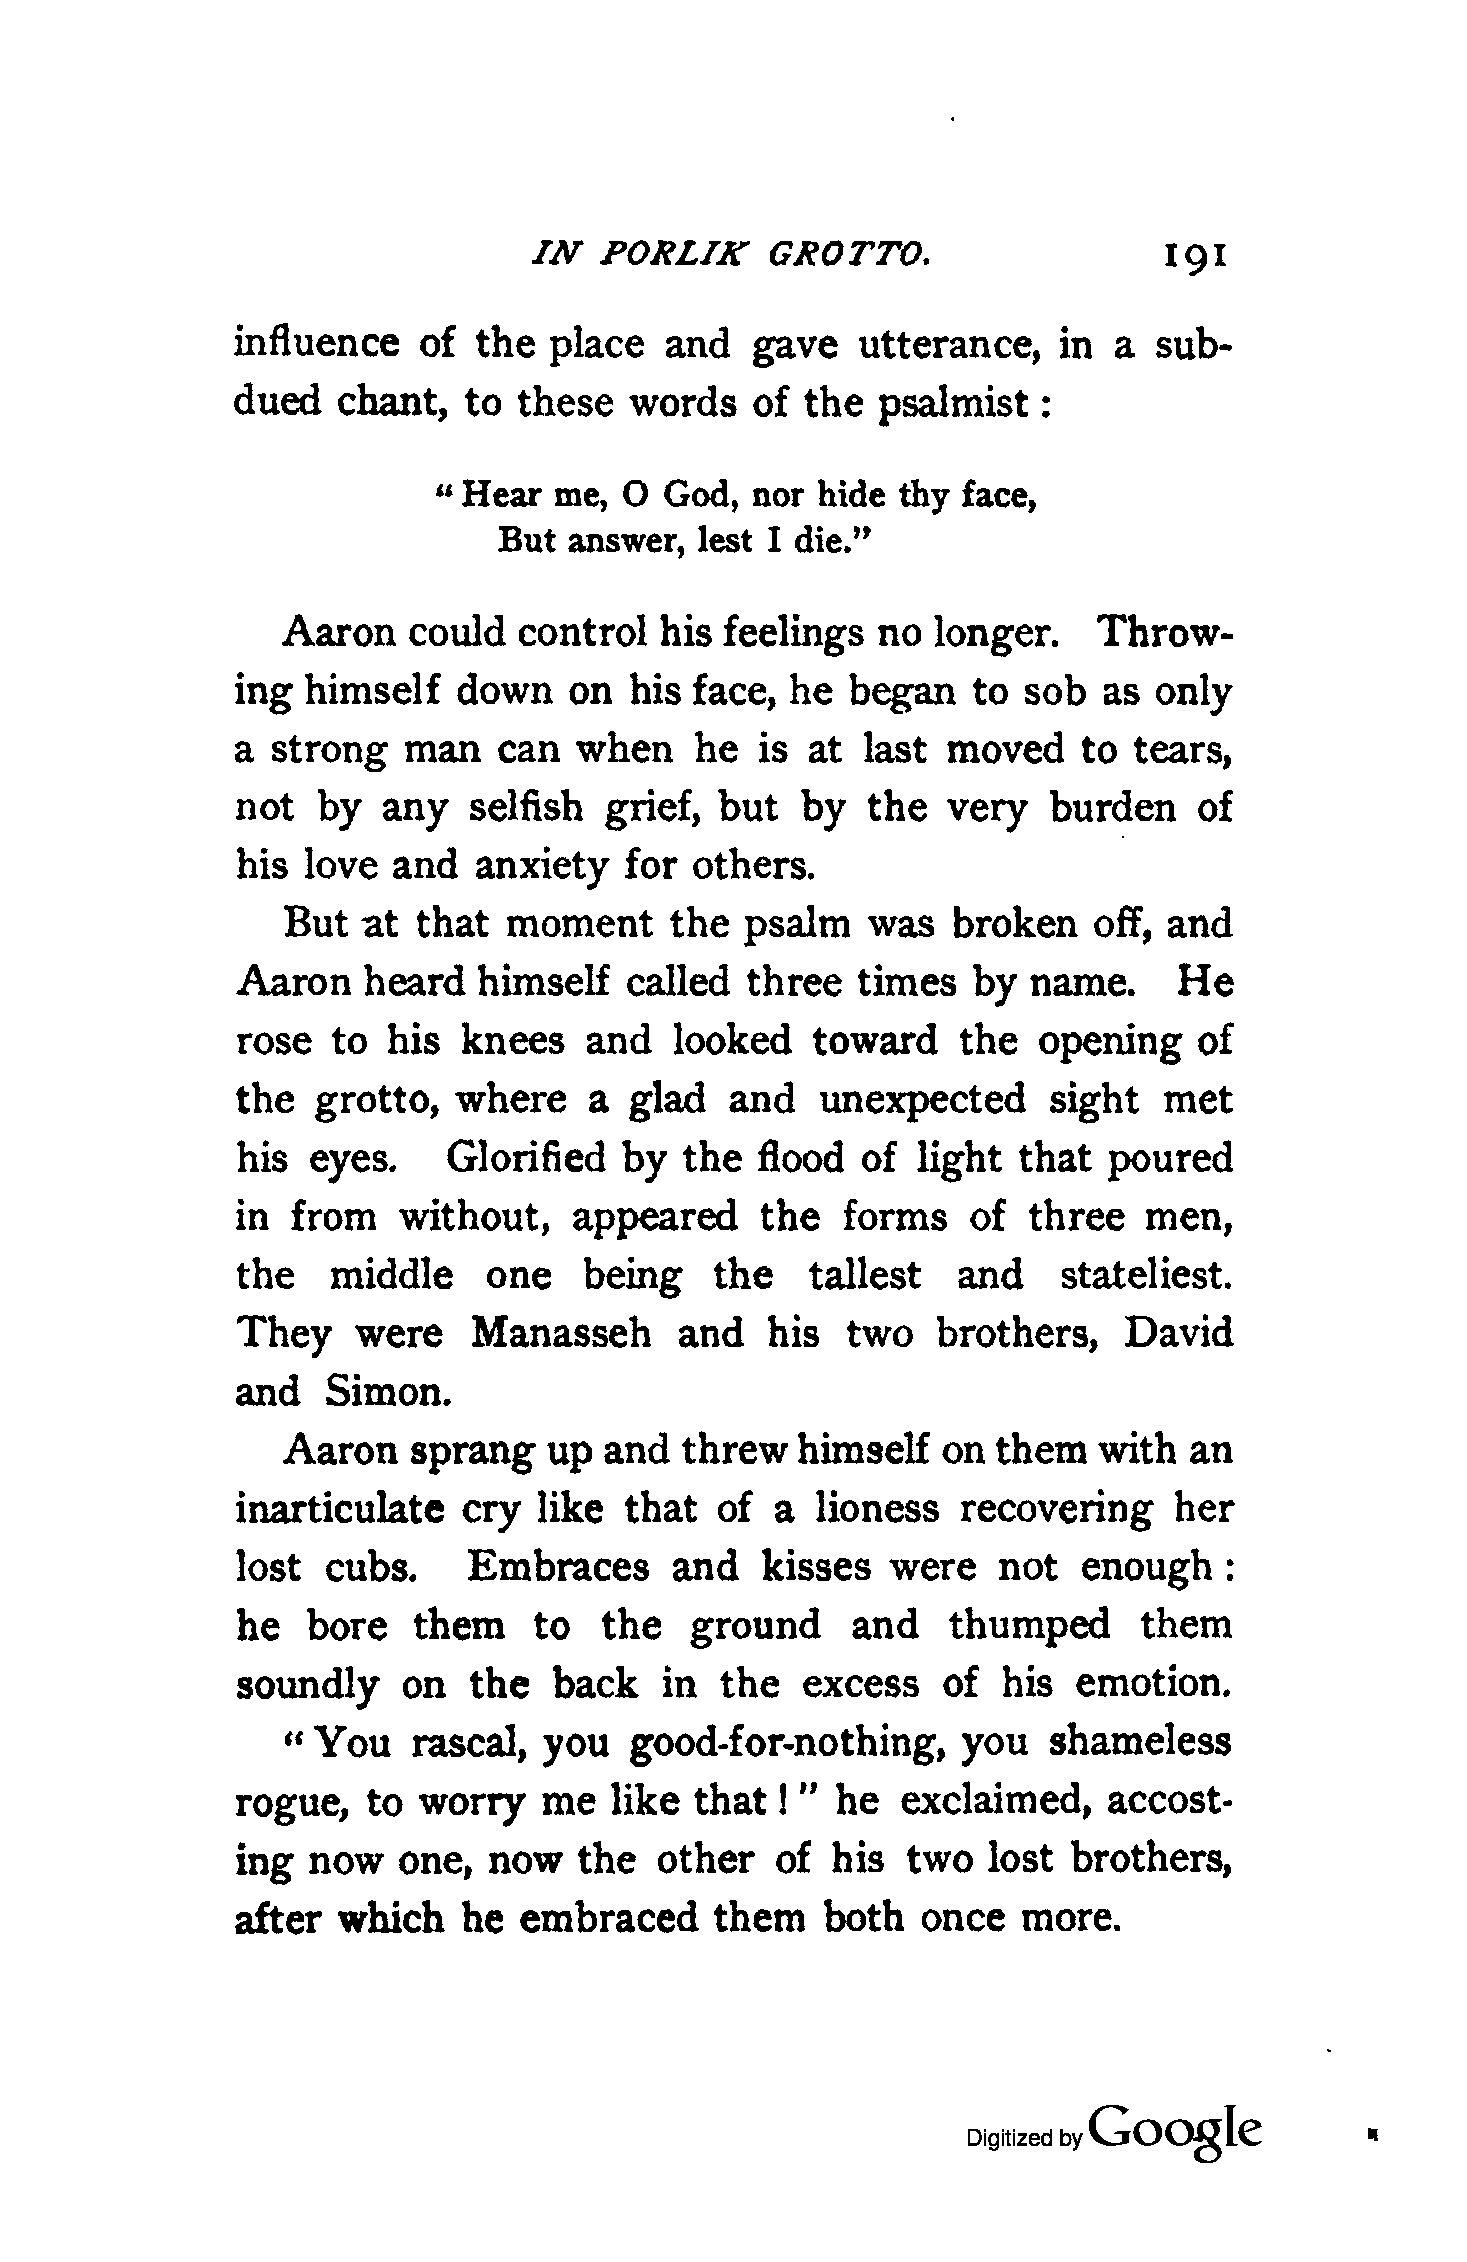 IN PORLIK GROTTO. 191
influence of the place and gave utterance, in a sub-
dued chant, to these words of the psalmist :
“ Hear me, O God, nor hide thy face,
But answer, lest I die.”
Aaron could control his feelings no longer. Throw-
ing himself down on his face, he began to sob as only
a strong man can when he is at last moved to tears,
not by any selfish grief, but by the very burden of
his love and anxiety for others.
But at that moment the psalm was broken off, and
Aaron heard himself called three times by name. He
rose to his knees and looked toward the opening of
the grotto, where a glad and unexpected sight met
his eyes. Glorified by the flood of light that poured
in from without, appeared the forms of three men,
the middle one being the tallest and stateliest.
They were Manasseh and his two brothers, David
and Simon.
Aaron sprang up and threw himself on them with an
inarticulate cry like that of a lioness recovering her
lost cubs. Embraces and kisses were not enough :
he bore them to the ground and thumped them
soundly on the back in the excess of his emotion.
“ You rascal, you good-for-nothing, you shameless
rogue, to worry me like that ! ” he exclaimed, accost-
ing now one, now the other of his two lost brothers,
after which he embraced them both once more.
Digitized by Google